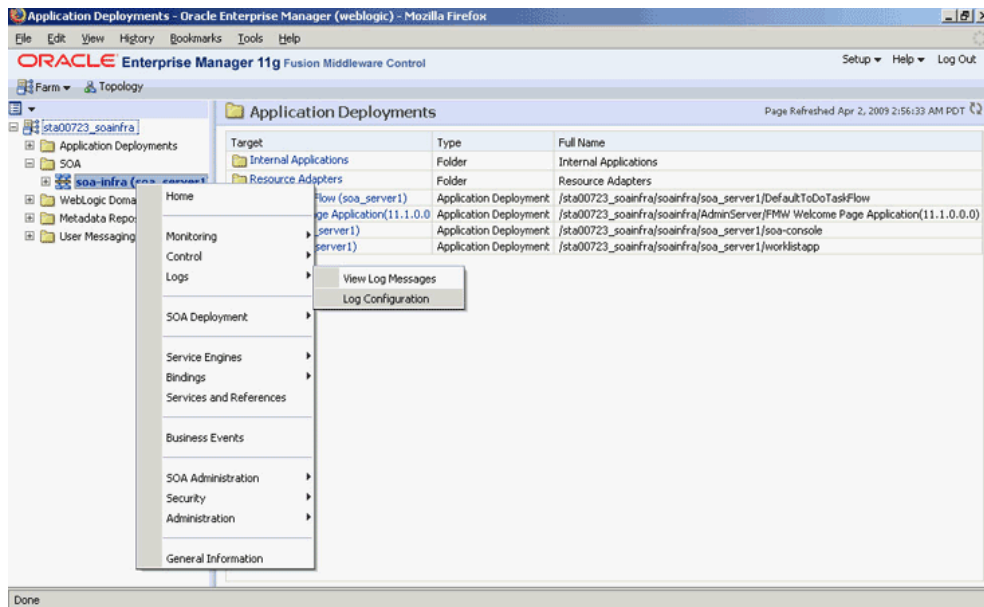 Application Deployments - Oracle Enterprise Manager (weblogic) - Mozilla Firefox
File Edit View History Bookmarks Tools Help
ORACLE Enterprise Manager 11g Fusion Middleware Control
Setup Help Log Out
Farm Topology
sta00723_soainfra
Application Deployments
SOA
soa-infra (soa_server1
WebLogic Doma
Metadata Repos
User Messaging
Application Deployments
Page Refreshed Apr 2, 2009 2:56:33 AM PDT
Target Type Full Name
Internal Applications Folder Internal Applications
Resource Adapters Folder Resource Adapters
Flow (soa_server1) Application Deployment /sta00723_soainfra/soainfra/soa_server1/DefaultToDoTaskFlow
ge Application(11.1.0.0 Application Deployment /sta00723_soainfra/soainfra/AdminServer/FMW Welcome Page Application(11.1.0.0.0)
_server1) Application Deployment /sta00723_soainfra/soainfra/soa_server1/soa-console
server1) Application Deployment /sta00723_soainfra/soainfra/soa_server1/worklistapp
Home
Monitoring
Control
Logs
View Log Messages
Log Configuration
SOA Deployment
Service Engines
Bindings
Services and References
Business Events
SOA Administration
Security
Administration
General Information
Done